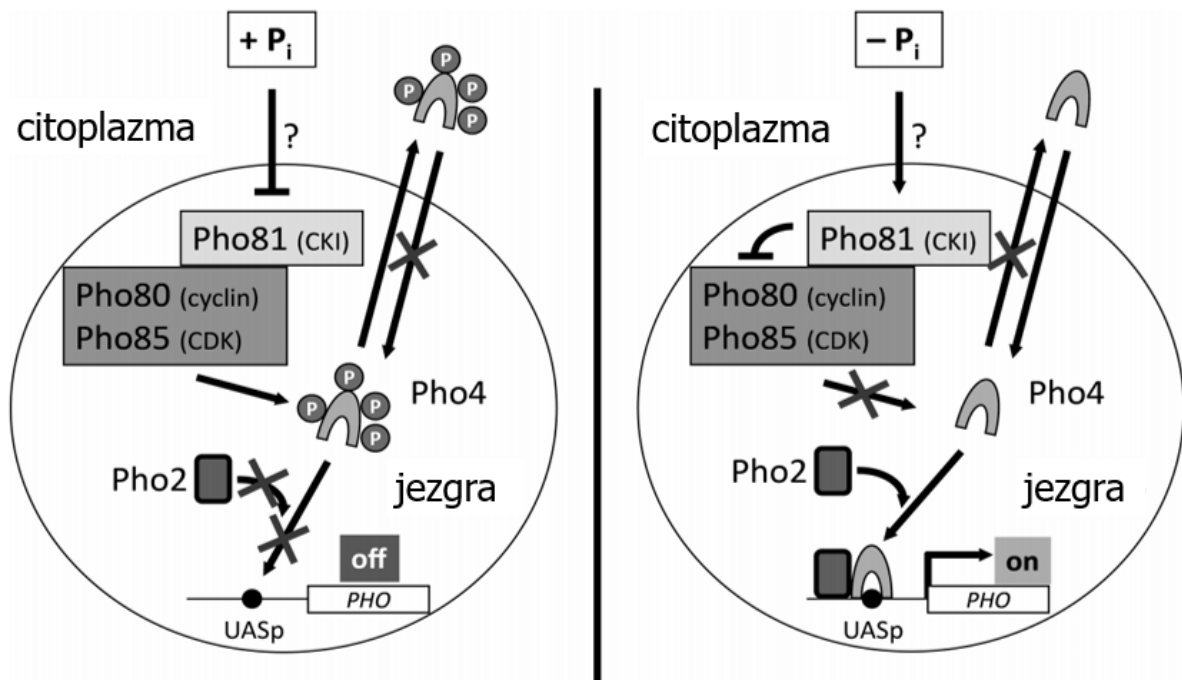 + Pi
citoplazma
?
Pho81 (CKI)
Pho80 (cyclin)
Pho85 (CDK)
P
P
P
P
P
P
P
P
Pho4
Pho2
jezgra
off
PHO
UASp
– Pi
citoplazma
?
Pho81 (CKI)
Pho80 (cyclin)
Pho85 (CDK)
Pho4
Pho2
jezgra
on
PHO
UASp